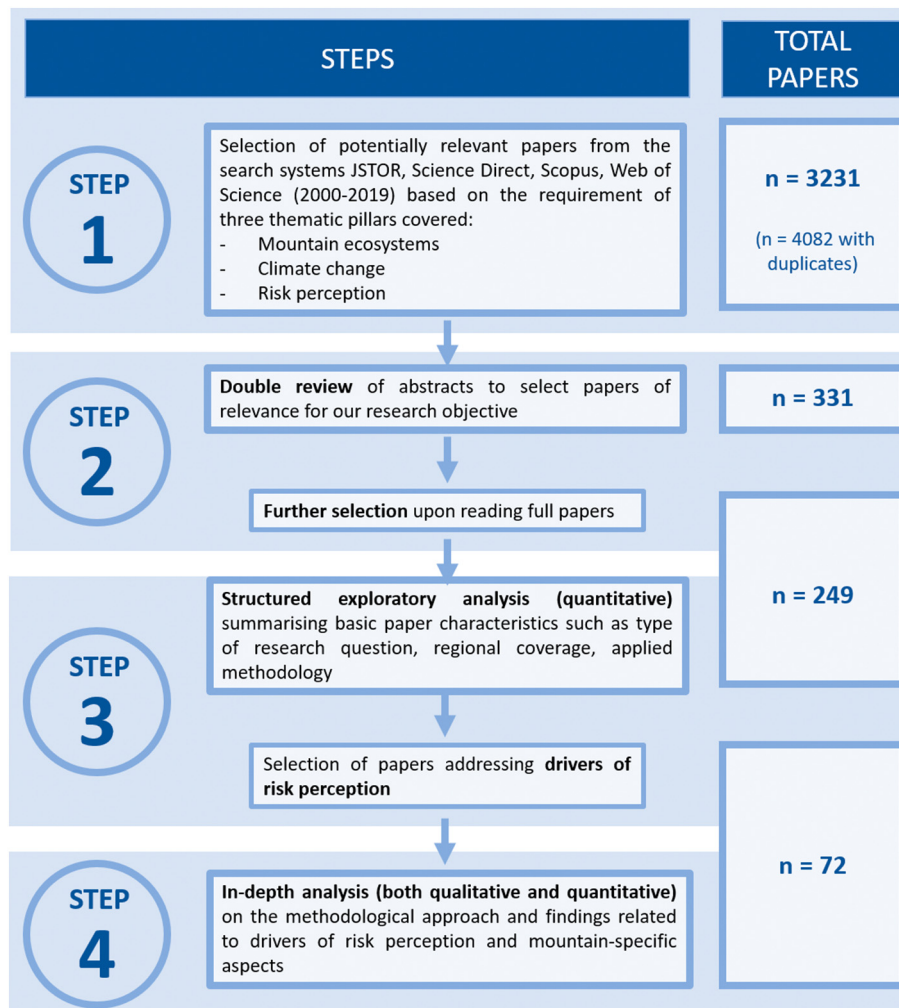 STEPS
TOTAL
PAPERS
STEP
1
Selection of potentially relevant papers from the
search systems JSTOR, Science Direct, Scopus, Web of
Science (2000-2019) based on the requirement of
three thematic pillars covered:
- Mountain ecosystems
- Climate change
- Risk perception
n = 3231
(n = 4082 with
duplicates)
STEP
2
Double review of abstracts to select papers of
relevance for our research objective
n = 331
Further selection upon reading full papers
STEP
3
Structured exploratory analysis (quantitative)
summarising basic paper characteristics such as type
of research question, regional coverage, applied
methodology
n = 249
Selection of papers addressing drivers of
risk perception
STEP
4
In-depth analysis (both qualitative and quantitative)
on the methodological approach and findings related
to drivers of risk perception and mountain-specific
aspects
n = 72